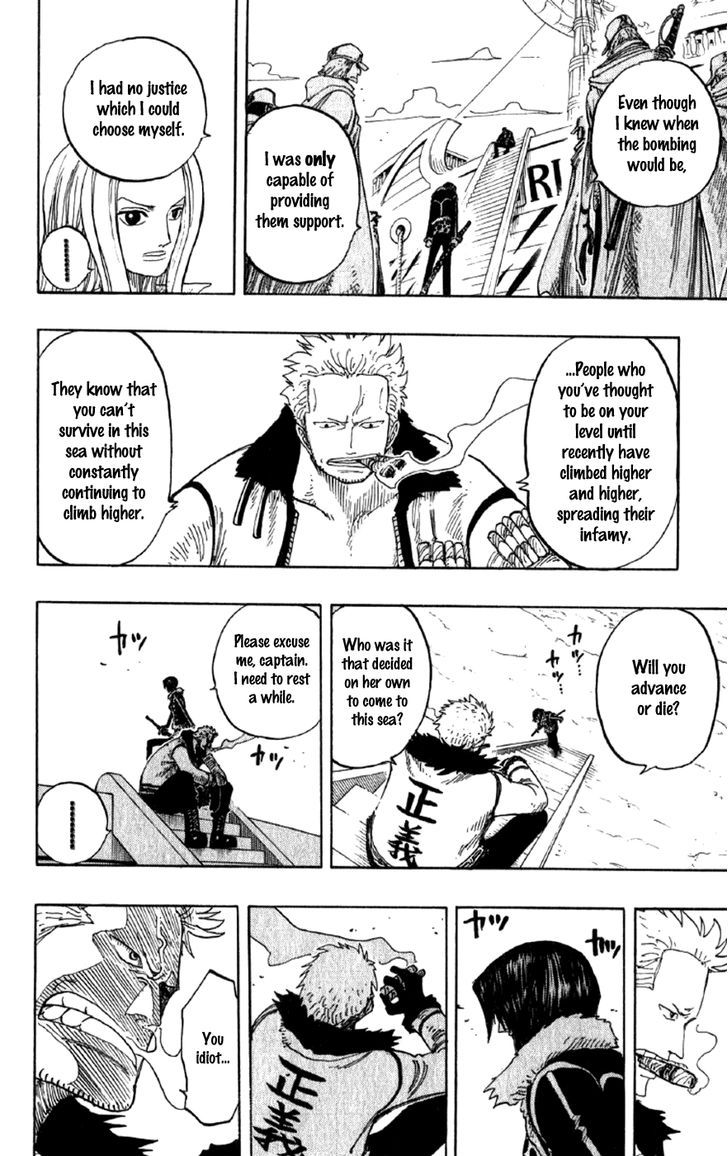 Even though
I knew when
the bombing
would be,
RI
I was only
capable of
providing
them support.
I had no justice
which I could
choose myself.
...People who
you've thought
to be on your
level until
recently have
climbed higher
and higher,
spreading their
infamy.
They know that
you can't
survive in this
sea without
constantly
continuing to
climb higher.
Will you
advance
or die?
カッ
カッ
Who was it
that decided
on her own
to come to
this sea?
正義
Please excuse
me, captain.
I need to rest
a while.
カッ
カッ
カッ
カッ
正義
You
idiot...